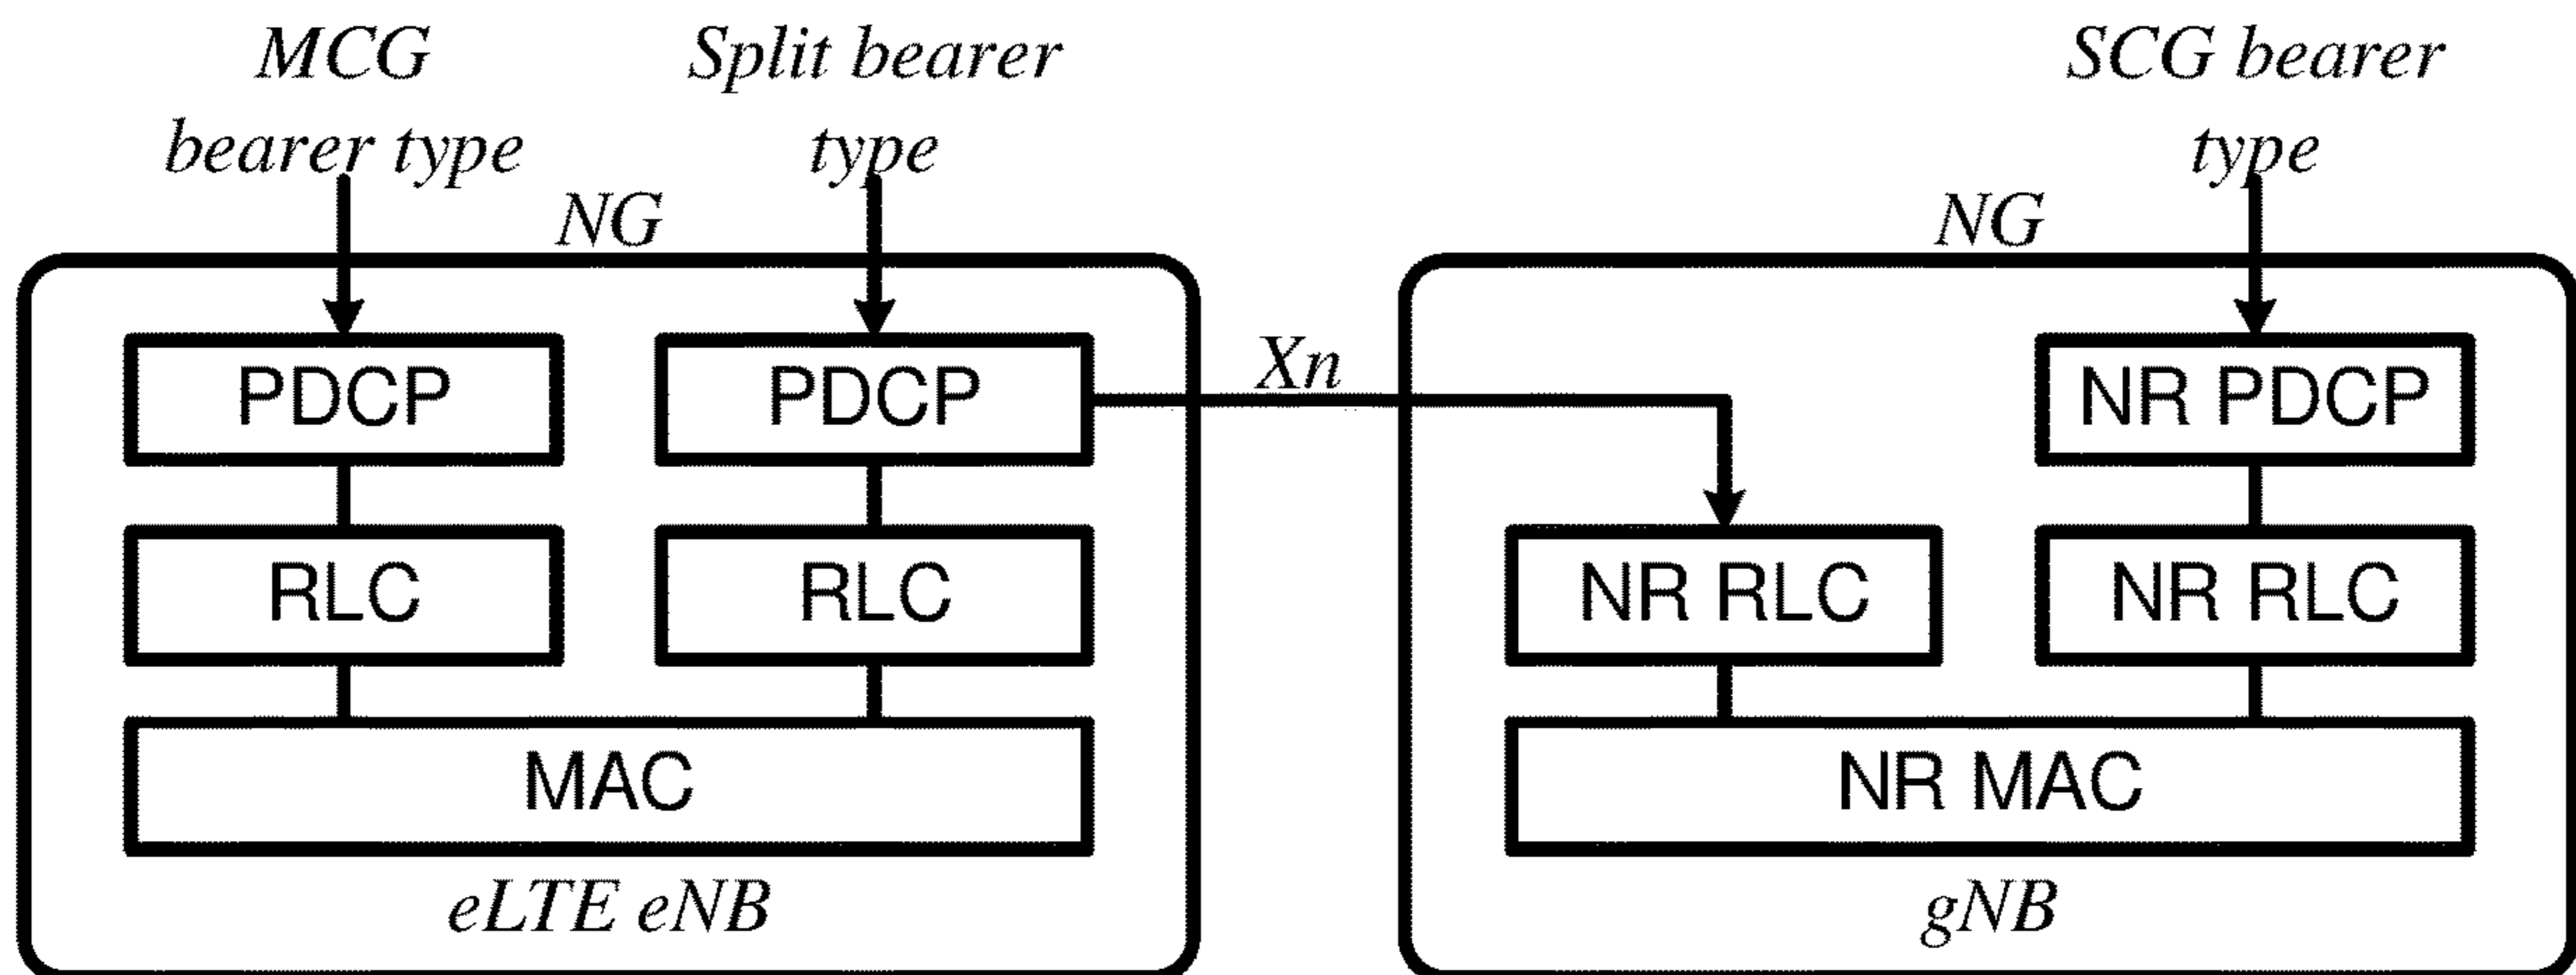 MCG
bearer type
Split bearer
type
SCG bearer
type
NG
NG
Xn
PDCP
PDCP
NR PDCP
RLC
RLC
NR RLC
NR RLC
MAC
NR MAC
eLTE eNB
gNB